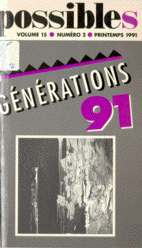 possibles
VOLUME 15 ● NUMÉRO 2 ● PRINTEMPS 1991
GÉNÉRATIONS
91